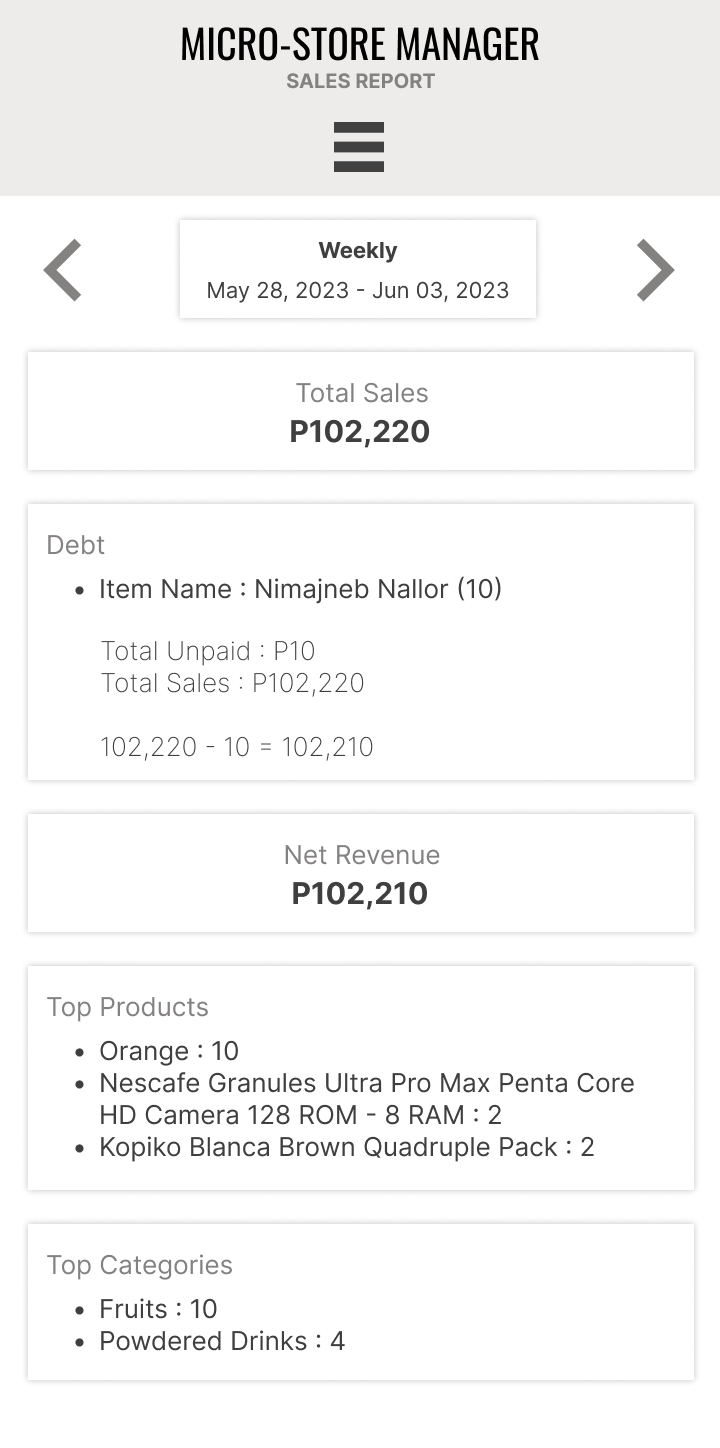 MICRO-STORE MANAGER
SALES REPORT
Weekly
May 28, 2023 - Jun 03, 2023
Total Sales
P102,220
Debt
• Item Name : Nimajneb Nallor (10)
Total Unpaid : P10
Total Sales : P102,220
102,220 - 10 = 102,210
Net Revenue
P102,210
Top Products
• Orange : 10
• Nescafe Granules Ultra Pro Max Penta Core
HD Camera 128 ROM - 8 RAM : 2
• Kopiko Blanca Brown Quadruple Pack : 2
Top Categories
• Fruits : 10
• Powdered Drinks : 4